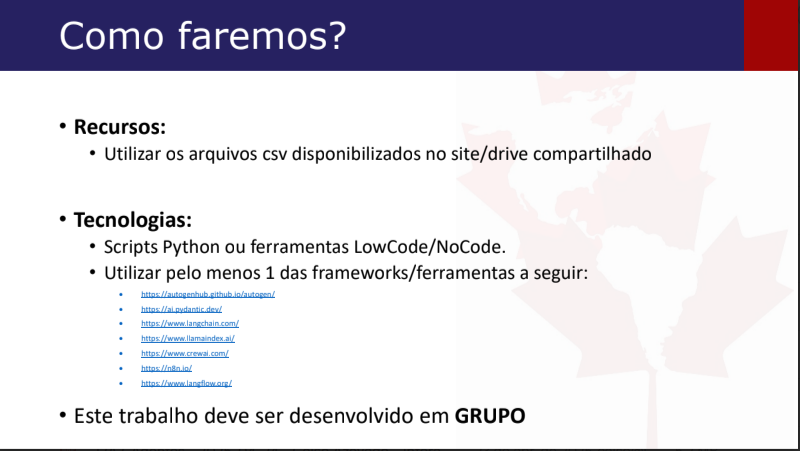 Como faremos?
• Recursos:
• Utilizar os arquivos csv disponibilizados no site/drive compartilhado
• Tecnologias:
• Scripts Python ou ferramentas LowCode/NoCode.
• Utilizar pelo menos 1 das frameworks/ferramentas a seguir:
• https://autogenhub.github.io/autogen/
• https://ai.pydantic.dev/
• https://www.langchain.com/
• https://www.llamaindex.ai/
• https://www.crewai.com/
• https://n8n.io/
• https://www.langflow.org/
• Este trabalho deve ser desenvolvido em GRUPO